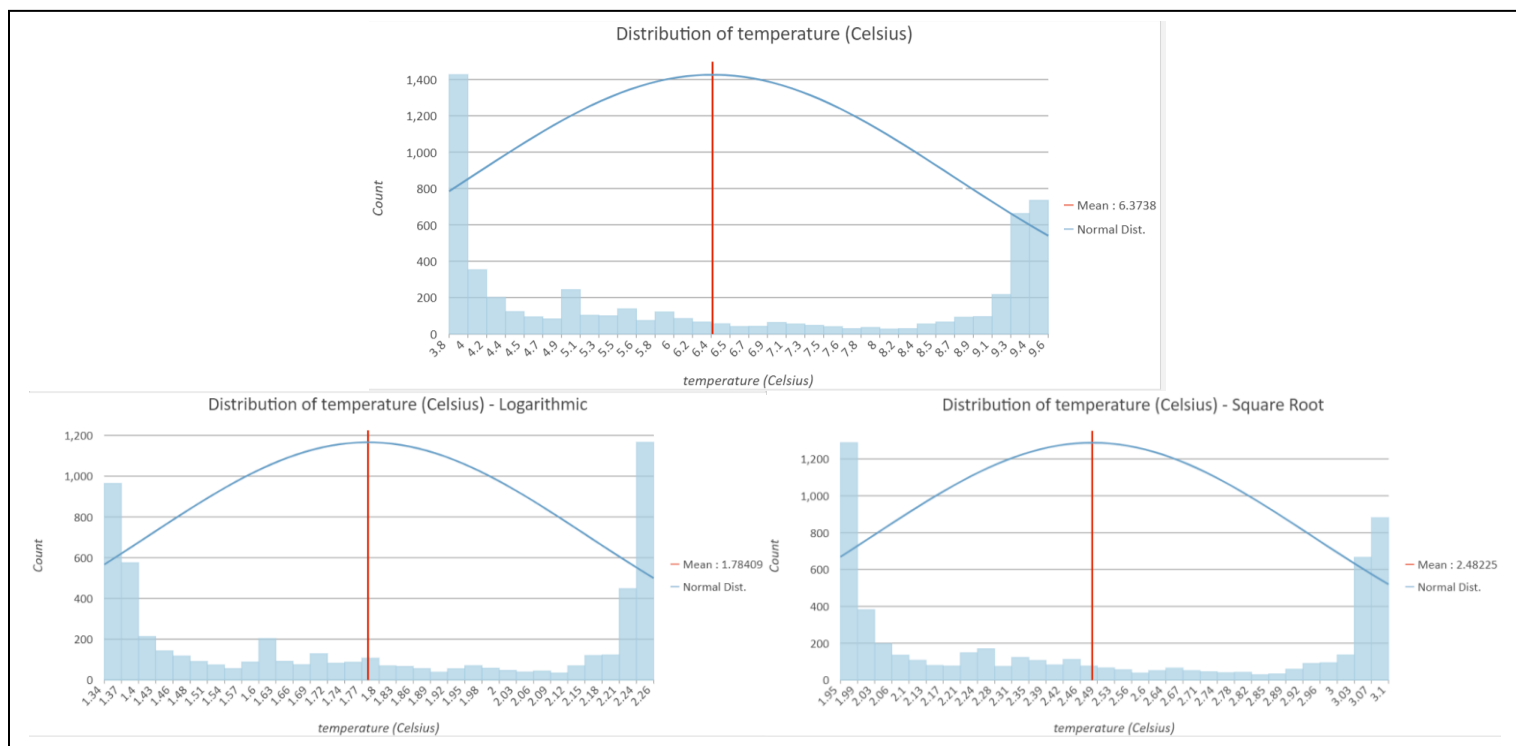 Distribution of temperature (Celsius)
1,400
1,200
1,000
800
600
400
200
0
Count
3.8 4 4.2 4.4 4.5 4.7 4.9 5.1 5.3 5.5 5.6 5.8 6 6.2 6.4 6.5 6.7 6.9 7.1 7.3 7.5 7.6 7.8 8 8.2 8.4 8.5 8.7 8.9 9.1 9.3 9.4 9.6
temperature (Celsius)
Mean : 6.3738
Normal Dist.
Distribution of temperature (Celsius) - Logarithmic
1,200
1,000
800
600
400
200
0
Count
1.34 1.37 1.4 1.43 1.46 1.48 1.51 1.54 1.57 1.6 1.63 1.66 1.69 1.72 1.74 1.77 1.8 1.83 1.86 1.89 1.92 1.95 1.98 2 2.03 2.06 2.09 2.12 2.15 2.18 2.21 2.24 2.26
temperature (Celsius)
Mean : 1.78409
Normal Dist.
Distribution of temperature (Celsius) - Square Root
1,200
1,000
800
600
400
200
0
Count
1.95 1.99 2.03 2.06 2.1 2.13 2.17 2.21 2.24 2.28 2.31 2.35 2.39 2.42 2.46 2.49 2.53 2.56 2.6 2.64 2.67 2.71 2.74 2.78 2.82 2.85 2.89 2.92 2.96 3 3.03 3.07 3.1
temperature (Celsius)
Mean : 2.48225
Normal Dist.